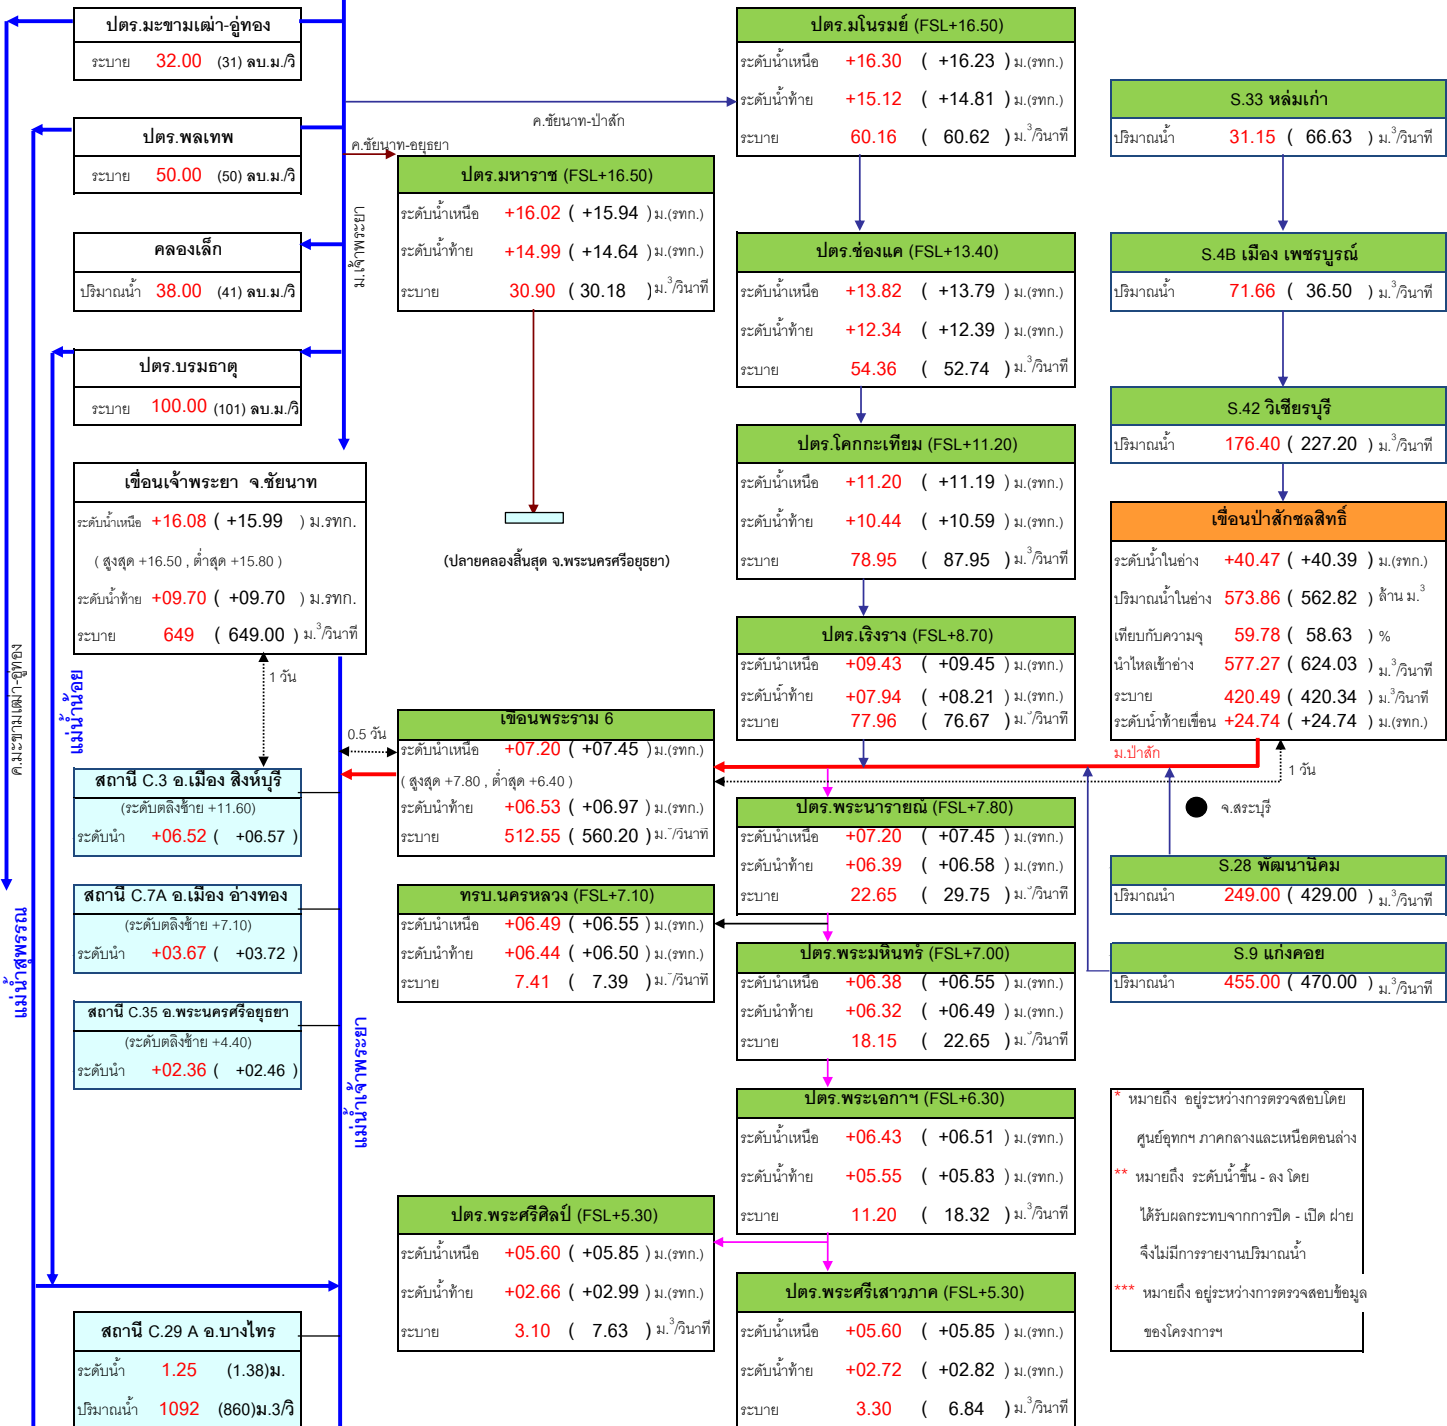 ปตร.มะขามเฒ่า-อู่ทอง
ระบาย 32.00 (31) ลบ.ม./วิ
ปตร.พลเทพ
ระบาย 50.00 (50) ลบ.ม./วิ
คลองเล็ก
ปริมาณน้ำ 38.00 (41) ลบ.ม./วิ
ปตร.บรมธาตุ
ระบาย 100.00 (101) ลบ.ม./วิ
เขื่อนเจ้าพระยา จ.ชัยนาท
ระดับน้ำเหนือ +16.08 ( +15.99 ) ม.รทก.
( สูงสุด +16.50 , ต่ำสุด +15.80 )
ระดับน้ำท้าย +09.70 ( +09.70 ) ม.รทก.
ระบาย 649 ( 649.00 ) ม.³/วินาที
1 วัน
ค.มะขามเฒ่า-อู่ทอง
แม่น้ำน้อย
แม่น้ำสุพรรณ
ม.เจ้าพระยา
แม่น้ำเจ้าพระยา
สถานี C.3 อ.เมือง สิงห์บุรี
(ระดับตลิ่งซ้าย +11.60)
ระดับน้ำ +06.52 ( +06.57 )
สถานี C.7A อ.เมือง อ่างทอง
(ระดับตลิ่งซ้าย +7.10)
ระดับน้ำ +03.67 ( +03.72 )
สถานี C.35 อ.พระนครศรีอยุธยา
(ระดับตลิ่งซ้าย +4.40)
ระดับน้ำ +02.36 ( +02.46 )
สถานี C.29 A อ.บางไทร
ระดับน้ำ 1.25 (1.38)ม.
ปริมาณน้ำ 1092 (860)ม.3/วิ
ค.ชัยนาท-ป่าสัก
ค.ชัยนาท-อยุธยา
ปตร.มหาราช (FSL+16.50)
ระดับน้ำเหนือ +16.02 ( +15.94 ) ม.(รทก.)
ระดับน้ำท้าย +14.99 ( +14.64 ) ม.(รทก.)
ระบาย 30.90 ( 30.18 ) ม.³/วินาที
(ปลายคลองสิ้นสุด จ.พระนครศรีอยุธยา)
0.5 วัน
เขื่อนพระราม 6
ระดับน้ำเหนือ +07.20 ( +07.45 ) ม.(รทก.)
( สูงสุด +7.80 , ต่ำสุด +6.40 )
ระดับน้ำท้าย +06.53 ( +06.97 ) ม.(รทก.)
ระบาย 512.55 ( 560.20 ) ม.³/วินาที
ทรบ.นครหลวง (FSL+7.10)
ระดับน้ำเหนือ +06.49 ( +06.55 ) ม.(รทก.)
ระดับน้ำท้าย +06.44 ( +06.50 ) ม.(รทก.)
ระบาย 7.41 ( 7.39 ) ม.³/วินาที
ปตร.พระศรีศิลป์ (FSL+5.30)
ระดับน้ำเหนือ +05.60 ( +05.85 ) ม.(รทก.)
ระดับน้ำท้าย +02.66 ( +02.99 ) ม.(รทก.)
ระบาย 3.10 ( 7.63 ) ม.³/วินาที
ปตร.มโนรมย์ (FSL+16.50)
ระดับน้ำเหนือ +16.30 ( +16.23 ) ม.(รทก.)
ระดับน้ำท้าย +15.12 ( +14.81 ) ม.(รทก.)
ระบาย 60.16 ( 60.62 ) ม.³/วินาที
ปตร.ช่องแค (FSL+13.40)
ระดับน้ำเหนือ +13.82 ( +13.79 ) ม.(รทก.)
ระดับน้ำท้าย +12.34 ( +12.39 ) ม.(รทก.)
ระบาย 54.36 ( 52.74 ) ม.³/วินาที
ปตร.โคกกะเทียม (FSL+11.20)
ระดับน้ำเหนือ +11.20 ( +11.19 ) ม.(รทก.)
ระดับน้ำท้าย +10.44 ( +10.59 ) ม.(รทก.)
ระบาย 78.95 ( 87.95 ) ม.³/วินาที
ปตร.เริงราง (FSL+8.70)
ระดับน้ำเหนือ +09.43 ( +09.45 ) ม.(รทก.)
ระดับน้ำท้าย +07.94 ( +08.21 ) ม.(รทก.)
ระบาย 77.96 ( 76.67 ) ม.³/วินาที
ปตร.พระนารายณ์ (FSL+7.80)
ระดับน้ำเหนือ +07.20 ( +07.45 ) ม.(รทก.)
ระดับน้ำท้าย +06.39 ( +06.58 ) ม.(รทก.)
ระบาย 22.65 ( 29.75 ) ม.³/วินาที
ปตร.พระมหินทร์ (FSL+7.00)
ระดับน้ำเหนือ +06.38 ( +06.55 ) ม.(รทก.)
ระดับน้ำท้าย +06.32 ( +06.49 ) ม.(รทก.)
ระบาย 18.15 ( 22.65 ) ม.³/วินาที
ปตร.พระเอกาฯ (FSL+6.30)
ระดับน้ำเหนือ +06.43 ( +06.51 ) ม.(รทก.)
ระดับน้ำท้าย +05.55 ( +05.83 ) ม.(รทก.)
ระบาย 11.20 ( 18.32 ) ม.³/วินาที
ปตร.พระศรีเสาวภาค (FSL+5.30)
ระดับน้ำเหนือ +05.60 ( +05.85 ) ม.(รทก.)
ระดับน้ำท้าย +02.72 ( +02.82 ) ม.(รทก.)
ระบาย 3.30 ( 6.84 ) ม.³/วินาที
S.33 หล่มเก่า
ปริมาณน้ำ 31.15 ( 66.63 ) ม.³/วินาที
S.4B เมือง เพชรบูรณ์
ปริมาณน้ำ 71.66 ( 36.50 ) ม.³/วินาที
S.42 วิเชียรบุรี
ปริมาณน้ำ 176.40 ( 227.20 ) ม.³/วินาที
เขื่อนป่าสักชลสิทธิ์
ระดับน้ำในอ่าง +40.47 ( +40.39 ) ม.(รทก.)
ปริมาณน้ำในอ่าง 573.86 ( 562.82 ) ล้าน ม.³
เทียบกับความจุ 59.78 ( 58.63 ) %
น้ำไหลเข้าอ่าง 577.27 ( 624.03 ) ม.³/วินาที
ระบาย 420.49 ( 420.34 ) ม.³/วินาที
ระดับน้ำท้ายเขื่อน +24.74 ( +24.74 ) ม.(รทก.)
ม.ป่าสัก
1 วัน
จ.สระบุรี
S.28 พัฒนานิคม
ปริมาณน้ำ 249.00 ( 429.00 ) ม.³/วินาที
S.9 แก่งคอย
ปริมาณน้ำ 455.00 ( 470.00 ) ม.³/วินาที
* หมายถึง อยู่ระหว่างการตรวจสอบโดย
ศูนย์อุทกฯ ภาคกลางและเหนือตอนล่าง
** หมายถึง ระดับน้ำขึ้น - ลง โดย
ได้รับผลกระทบจากการปิด - เปิด ฝาย
จึงไม่มีการรายงานปริมาณน้ำ
*** หมายถึง อยู่ระหว่างการตรวจสอบข้อมูล
ของโครงการฯ